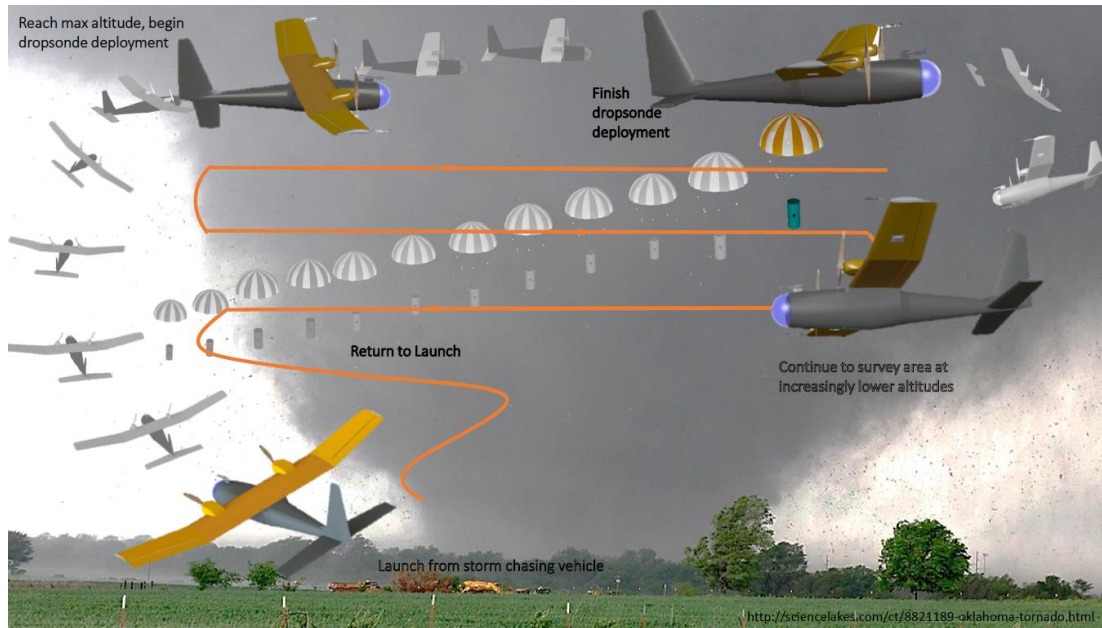 Reach max altitude, begin
dropsonde deployment
Finish
dropsonde
deployment
Return to Launch
Continue to survey area at
increasingly lower altitudes
Launch from storm chasing vehicle
http://sciencelakes.com/ct/8821189-oklahoma-tornado.html